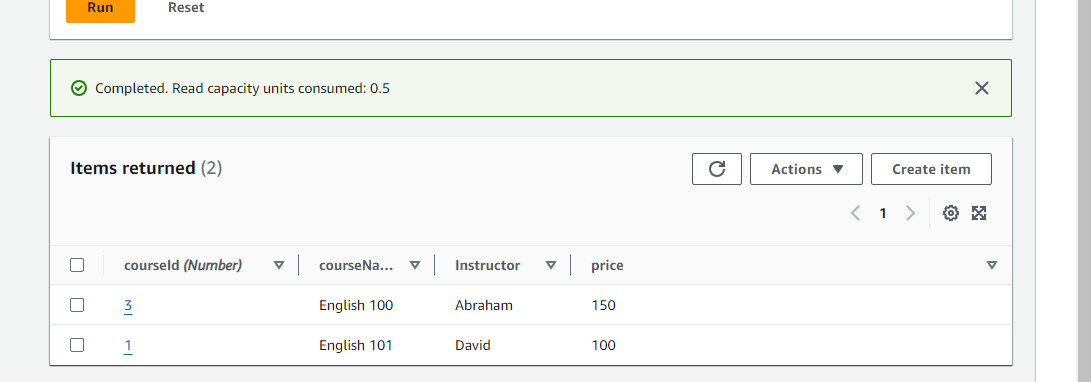 Run Reset
Completed. Read capacity units consumed: 0.5
Items returned (2) Actions Create item
1
courseId (Number) courseNa... Instructor price
3 English 100 Abraham 150
1 English 101 David 100